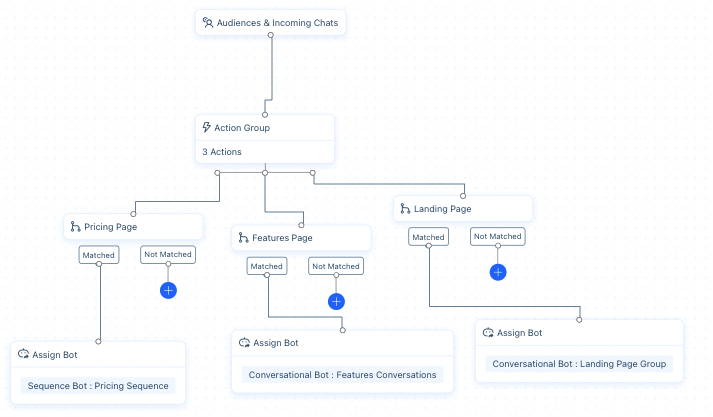 Audiences & Incoming Chats
Action Group
3 Actions
Pricing Page
Matched
Not Matched
Features Page
Matched
Not Matched
Landing Page
Matched
Not Matched
Assign Bot
Sequence Bot : Pricing Sequence
Assign Bot
Conversational Bot : Features Conversations
Assign Bot
Conversational Bot : Landing Page Group